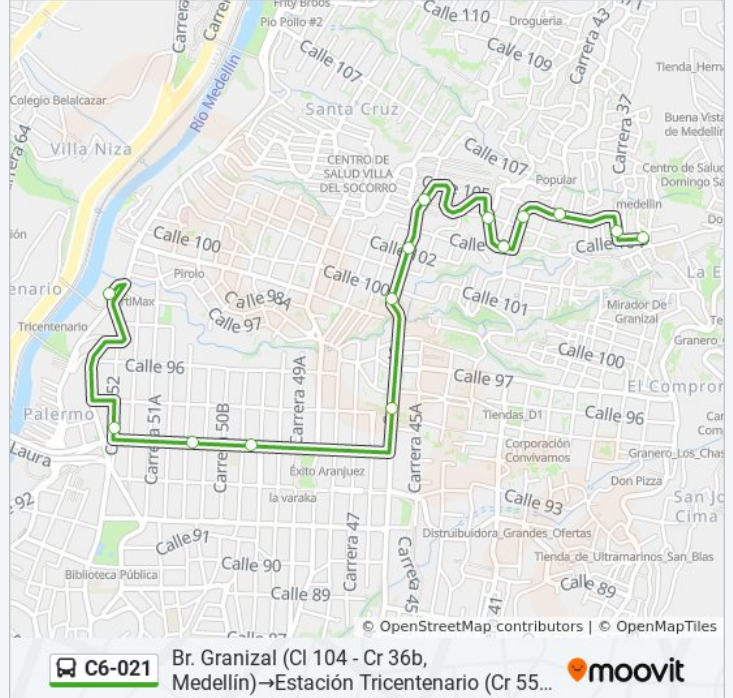 Frity Broos
Pio Pollo #2
Calle 110
Drogueria
Carrera 43
Carrera
Calle 107
Calle 109
Tienda_Hern
Colegio Belalcazar
Río Medellín
Santa Cruz
Carrera 37
Buena Vista
de Medellín
Villa Niza
CENTRO DE
SALUD VILLA
DEL SOCORRO
Calle 107
Popular
Centro de Salud
Domingo Sa
medellin
Calle 100
Calle 102
Pirolo
Calle 100
La E
Calle 98A
Calle 101
Mirador De
Granizal
Calle 97
Tricentenario
Granero
Calle 96
Carrera 49A
Calle 100
Calle 97
El Compror
Palermo
52
Carrera 51A
Carrera 50B
Carrera 45A
Tiendas_D1
Calle 96
Laura
Éxito Aranjuez
Corporación
Convivamos
Granero_Los_Chas
Don Pizza
la varaka
Calle 93
San Jo
Cima
Calle 91
Carrera 47
Distruibuidora_Grandes_Ofertas
Calle 90
Tienda_de_Ultramarinos_San_Blas
Biblioteca Pública
Calle 89
Carrera 45
41
Calle 89
© OpenStreetMap contributors | © OpenMapTiles
C6-021
Br. Granizal (Cl 104 - Cr 36b,
Medellín)→Estación Tricentenario (Cr 55…
moovit